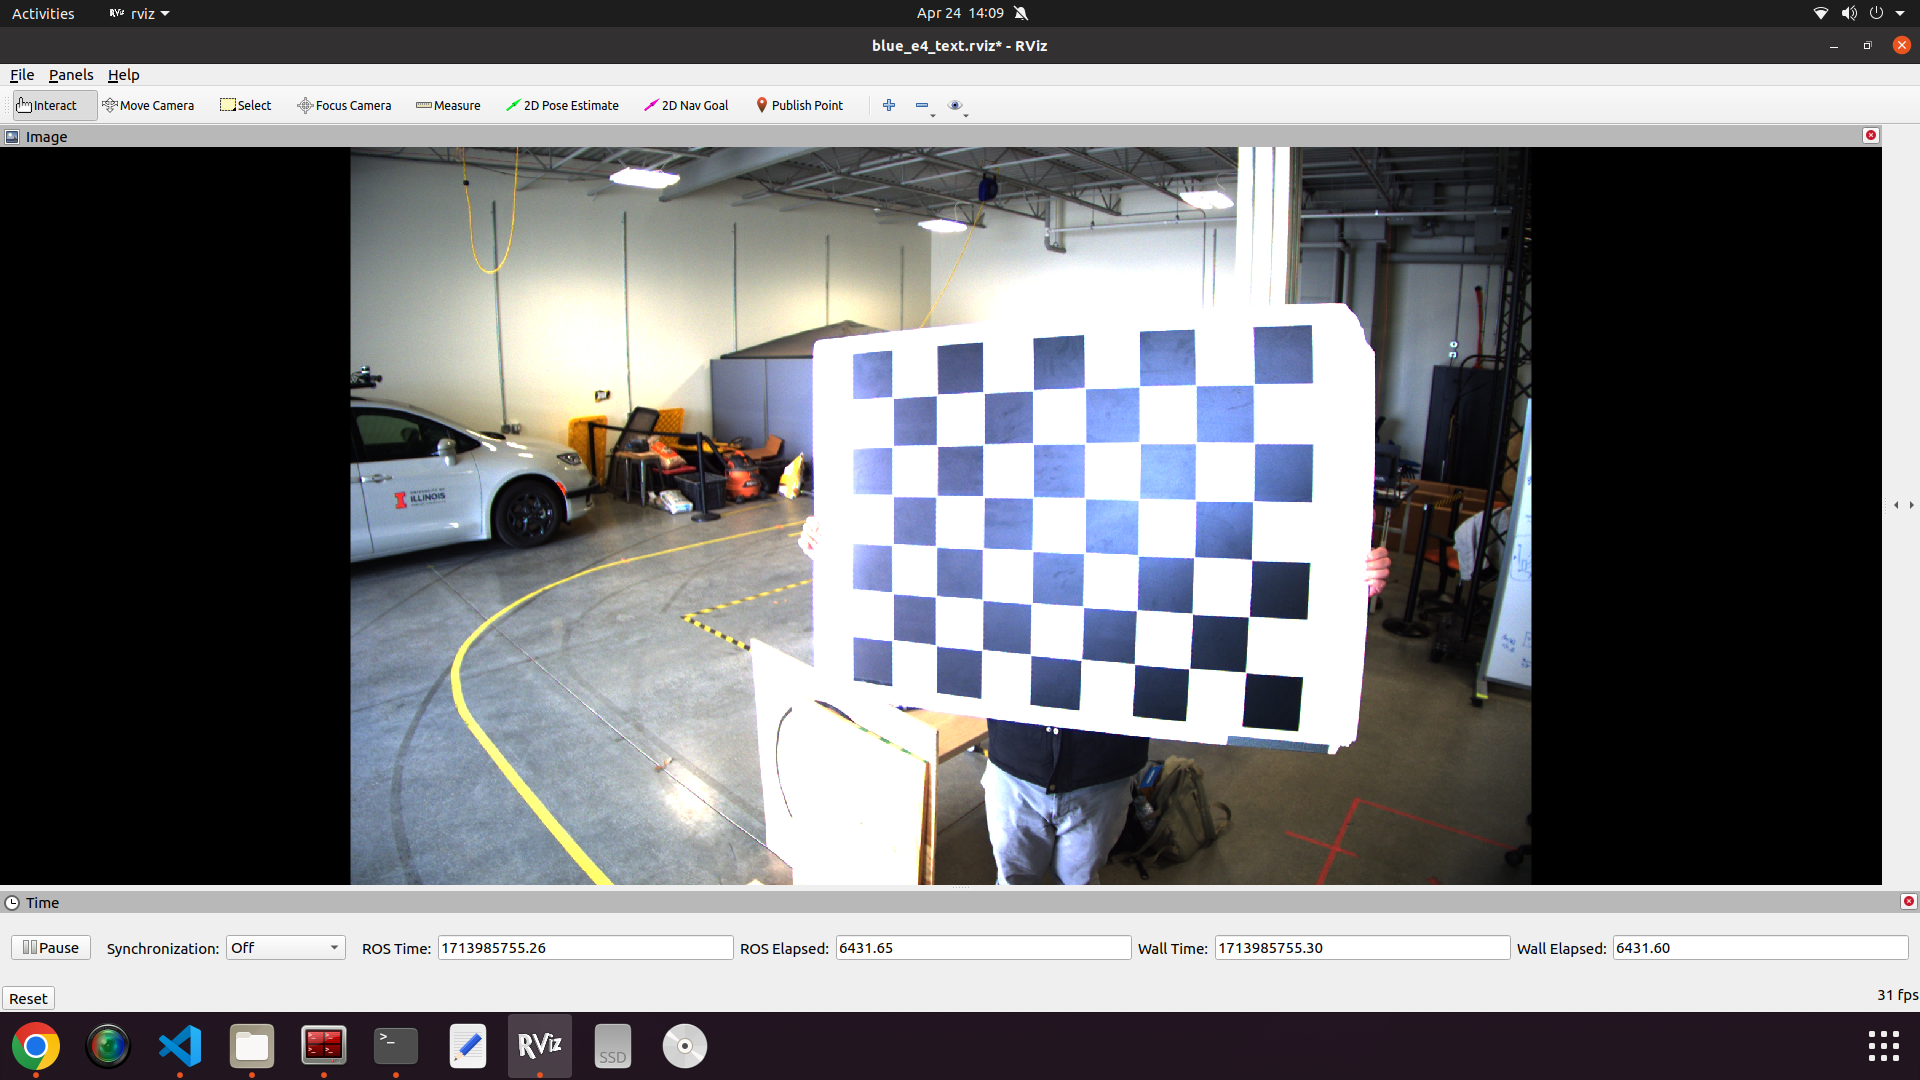 Activities
RViz
rviz
Apr 24 14:09
blue_e4_text.rviz* - RViz
File Panels Help
Interact Move Camera Select Focus Camera Measure 2D Pose Estimate 2D Nav Goal Publish Point
Image
ILLINOIS
Time
Pause Synchronization: Off ROS Time: 1713985755.26 ROS Elapsed: 6431.65 Wall Time: 1713985755.30 Wall Elapsed: 6431.60
Reset
31 fps
>_
RViz
SSD